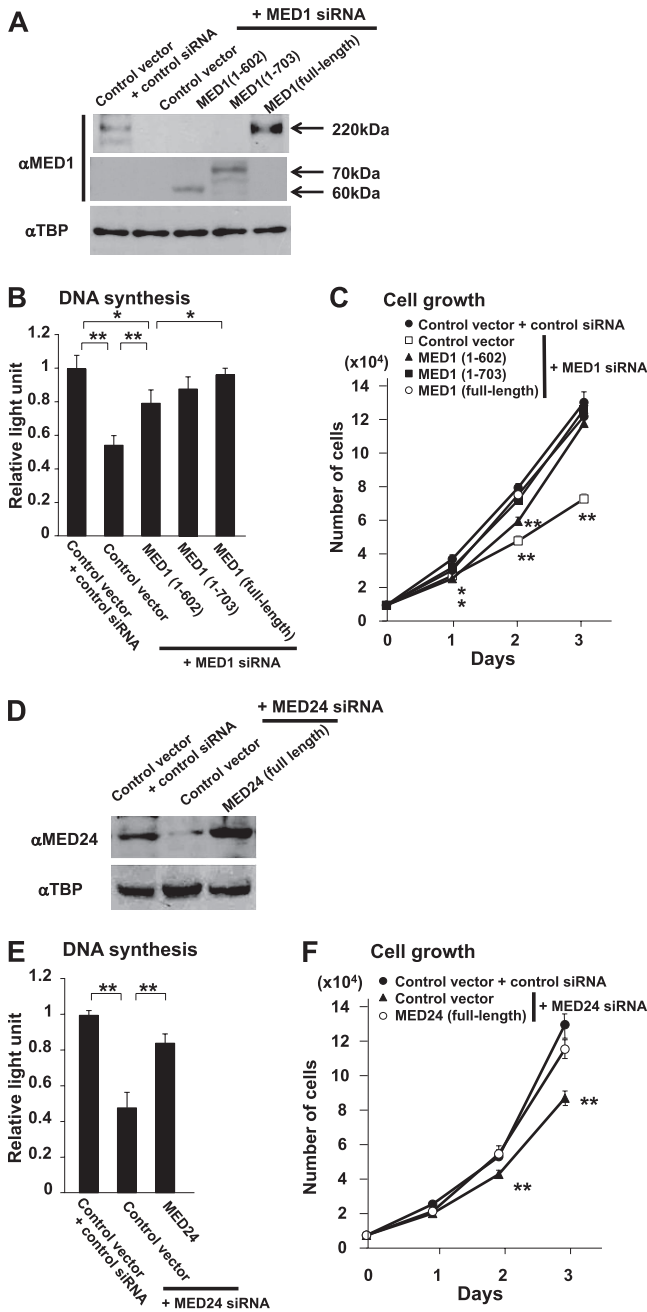 A
+ MED1 siRNA
Control vector
+ control siRNA
Control vector
MED1(1-602)
MED1(1-703)
MED1(full-length)
αMED1
220kDa
70kDa
60kDa
αTBP
B
DNA synthesis
Relative light unit
1.2
1
0.8
0.6
0.4
0.2
0
*
*
**
**
Control vector
+ control siRNA
Control vector
MED1 (1-602)
MED1 (1-703)
MED1 (full-length)
+ MED1 siRNA
C
Cell growth
Control vector + control siRNA
Control vector
MED1 (1-602)
MED1 (1-703)
MED1 (full-length)
+ MED1 siRNA
(x10⁴)
Number of cells
14
12
10
8
6
4
2
0
**
**
**
*
*
0 1 2 3
Days
D
+ MED24 siRNA
Control vector
+ control siRNA
Control vector
MED24 (full length)
αMED24
αTBP
E
DNA synthesis
Relative light unit
1.2
1
0.8
0.6
0.4
0.2
0
**
**
Control vector
+ control siRNA
Control vector
MED24
+ MED24 siRNA
F
Cell growth
(x10⁴)
Control vector + control siRNA
Control vector
MED24 (full-length)
+ MED24 siRNA
Number of cells
14
12
10
8
6
4
2
0
**
**
0 1 2 3
Days